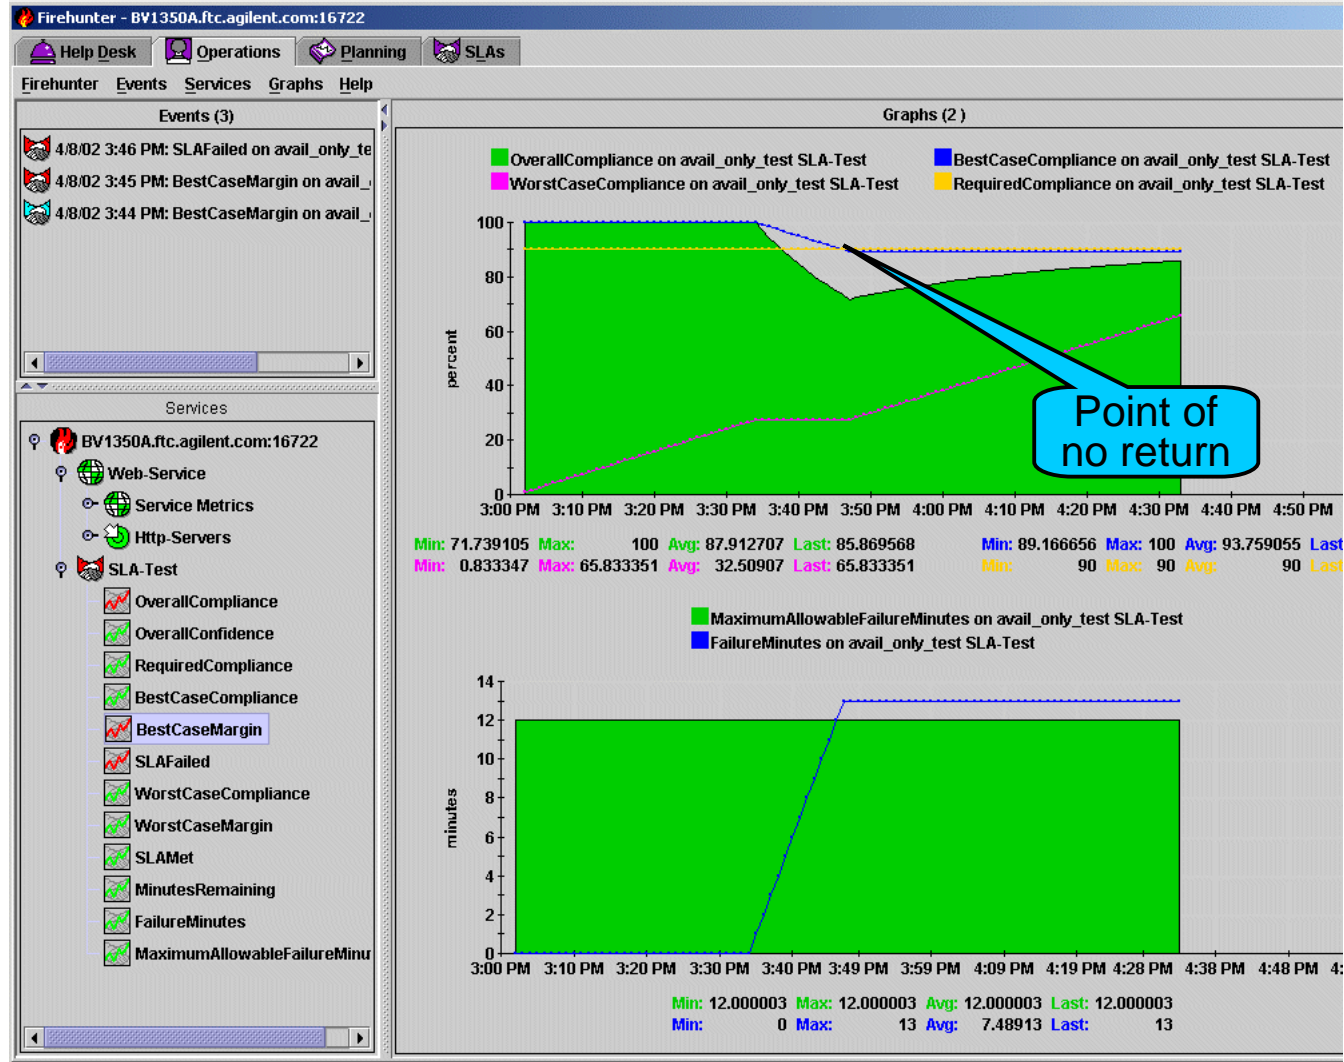 Firehunter - BV1350A.ftc.agilent.com:16722
Help Desk Operations Planning SLAs
Firehunter Events Services Graphs Help
Events (3)
4/8/02 3:46 PM: SLAFailed on avail_only_te
4/8/02 3:45 PM: BestCaseMargin on avail_
4/8/02 3:44 PM: BestCaseMargin on avail_
Services
BV1350A.ftc.agilent.com:16722
Web-Service
Service Metrics
Http-Servers
SLA-Test
OverallCompliance
OverallConfidence
RequiredCompliance
BestCaseCompliance
BestCaseMargin
SLAFailed
WorstCaseCompliance
WorstCaseMargin
SLAMet
MinutesRemaining
FailureMinutes
MaximumAllowableFailureMinu
Graphs (2 )
OverallCompliance on avail_only_test SLA-Test
BestCaseCompliance on avail_only_test SLA-Test
WorstCaseCompliance on avail_only_test SLA-Test
RequiredCompliance on avail_only_test SLA-Test
100
80
60
40
20
0
percent
Point of
no return
3:00 PM 3:10 PM 3:20 PM 3:30 PM 3:40 PM 3:50 PM 4:00 PM 4:10 PM 4:20 PM 4:30 PM 4:40 PM 4:50 PM
Min: 71.739105 Max: 100 Avg: 87.912707 Last: 85.869568 Min: 89.166656 Max: 100 Avg: 93.759055 Last
Min: 0.833347 Max: 65.833351 Avg: 32.50907 Last: 65.833351 Min: 90 Max: 90 Avg: 90 Last
MaximumAllowableFailureMinutes on avail_only_test SLA-Test
FailureMinutes on avail_only_test SLA-Test
14
12
10
8
6
4
2
0
minutes
3:00 PM 3:10 PM 3:20 PM 3:30 PM 3:40 PM 3:49 PM 3:59 PM 4:09 PM 4:19 PM 4:28 PM 4:38 PM 4:48 PM 4:
Min: 12.000003 Max: 12.000003 Avg: 12.000003 Last: 12.000003
Min: 0 Max: 13 Avg: 7.48913 Last: 13